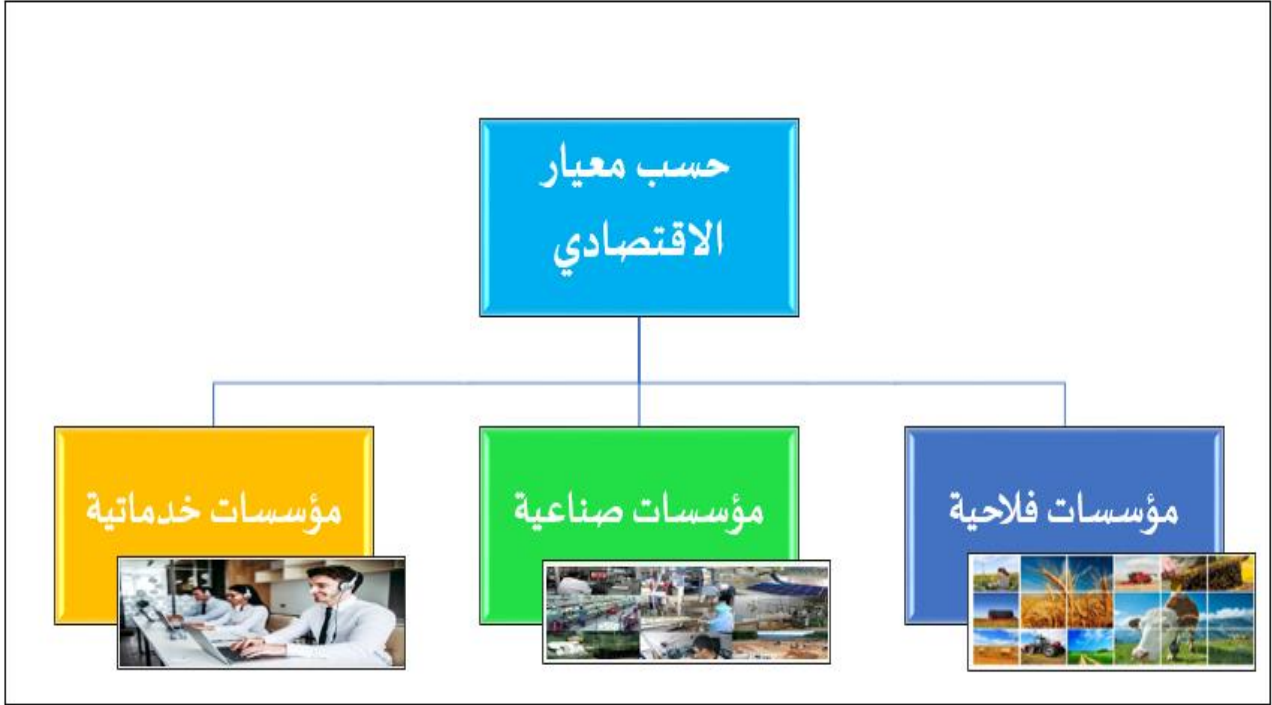 حسب معيار
الاقتصادي
مؤسسات فلاحية
مؤسسات صناعية
مؤسسات خدماتية